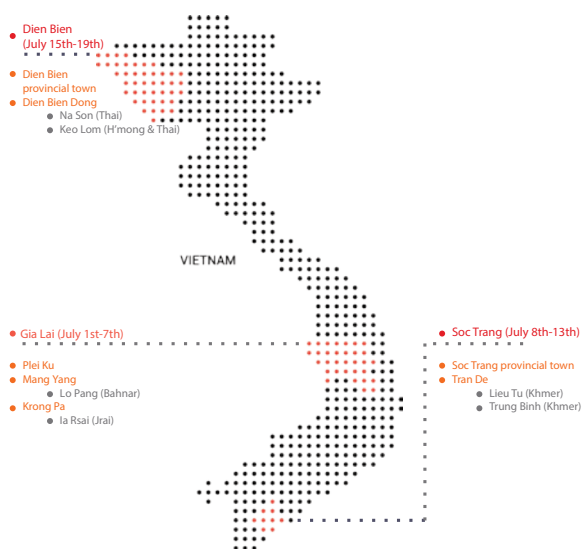 Dien Bien
(July 15th-19th)
Dien Bien
provincial town
Dien Bien Dong
Na Son (Thai)
Keo Lom (H'mong & Thai)
VIETNAM
Gia Lai (July 1st-7th)
Plei Ku
Mang Yang
Lo Pang (Bahnar)
Krong Pa
Ia Rsai (Jrai)
Soc Trang (July 8th-13th)
Soc Trang provincial town
Tran De
Lieu Tu (Khmer)
Trung Binh (Khmer)